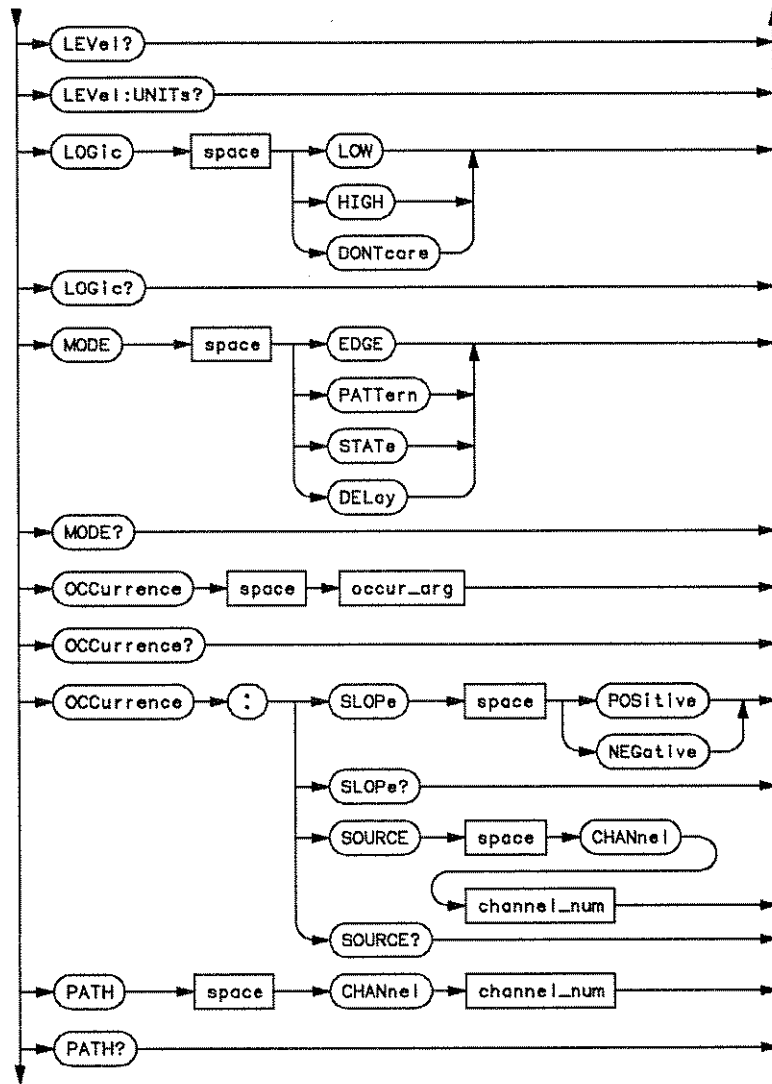 LEVel?
LEVel:UNITs?
LOGic space LOW
HIGH
DONTcare
LOGic?
MODE space EDGE
PATTern
STATe
DELay
MODE?
OCCurrence space occur_arg
OCCurrence?
OCCurrence : SLOPe space POSitive
NEGative
SLOPe?
SOURCE space CHANnel
channel_num
SOURCE?
PATH space CHANnel channel_num
PATH?